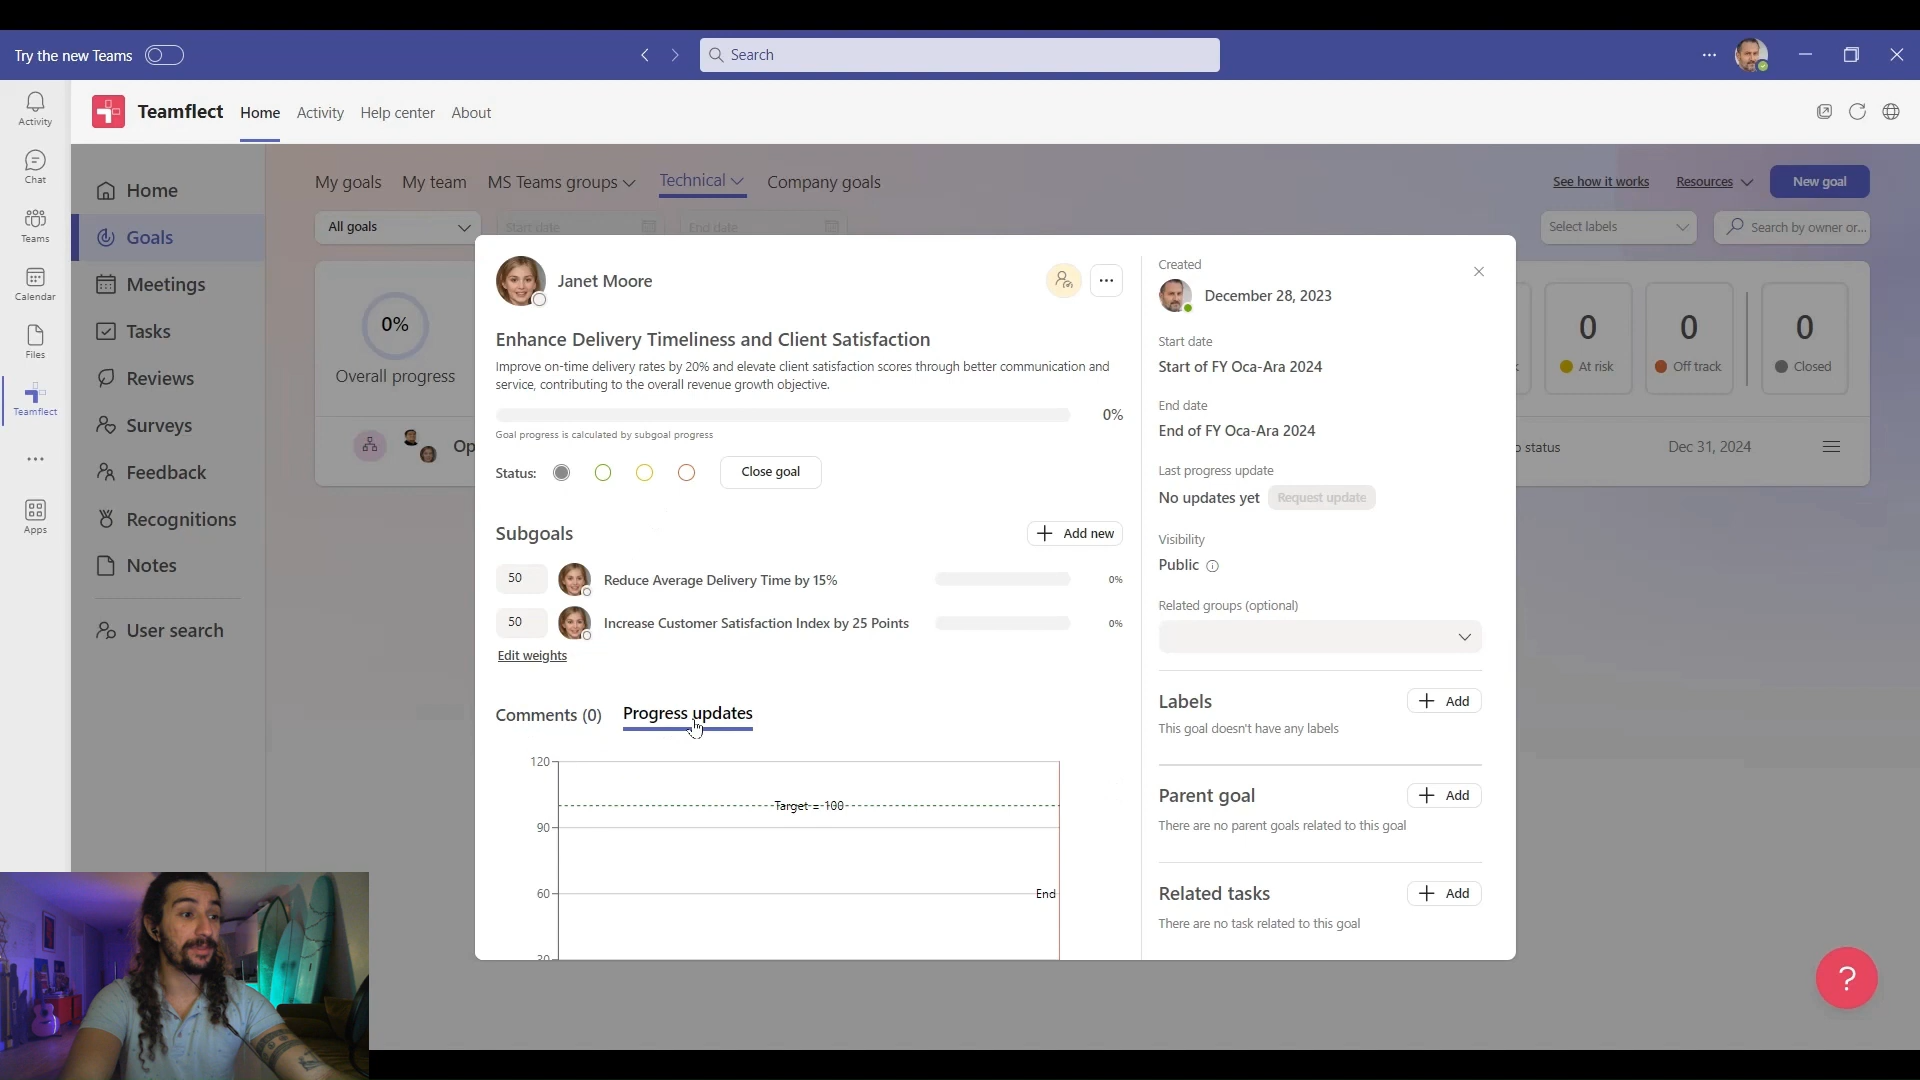 Try the new Teams
Search
Activity
Chat
Teams
Calendar
Files
Teamflect
Apps
Teamflect
Home
Activity
Help center
About
Home
Goals
Meetings
Tasks
Reviews
Surveys
Feedback
Recognitions
Notes
User search
My goals
My team
MS Teams groups
Technical
Company goals
See how it works
Resources
New goal
All goals
Start date
End date
Select labels
Search by owner or...
0%
Overall progress
Op
0
At risk
0
Off track
0
Closed
o status
Dec 31, 2024
Janet Moore
Enhance Delivery Timeliness and Client Satisfaction
Improve on-time delivery rates by 20% and elevate client satisfaction scores through better communication and
service, contributing to the overall revenue growth objective.
0%
Goal progress is calculated by subgoal progress
Status:
Close goal
Subgoals
Add new
50
Reduce Average Delivery Time by 15%
0%
50
Increase Customer Satisfaction Index by 25 Points
0%
Edit weights
Comments (0)
Progress updates
120
Target = 100
90
60
End
30
Created
December 28, 2023
Start date
Start of FY Oca-Ara 2024
End date
End of FY Oca-Ara 2024
Last progress update
No updates yet
Request update
Visibility
Public
Related groups (optional)
Labels
Add
This goal doesn't have any labels
Parent goal
Add
There are no parent goals related to this goal
Related tasks
Add
There are no task related to this goal
?